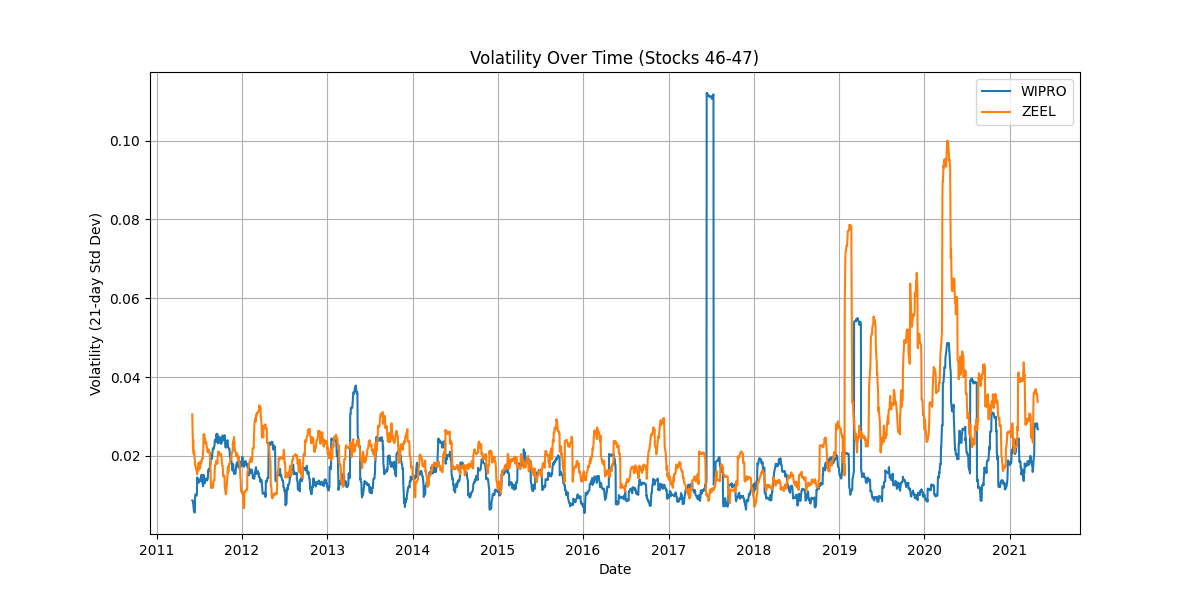 Volatility Over Time (Stocks 46-47)
WIPRO
ZEEL
Volatility (21-day Std Dev)
0.10
0.08
0.06
0.04
0.02
2011 2012 2013 2014 2015 2016 2017 2018 2019 2020 2021
Date